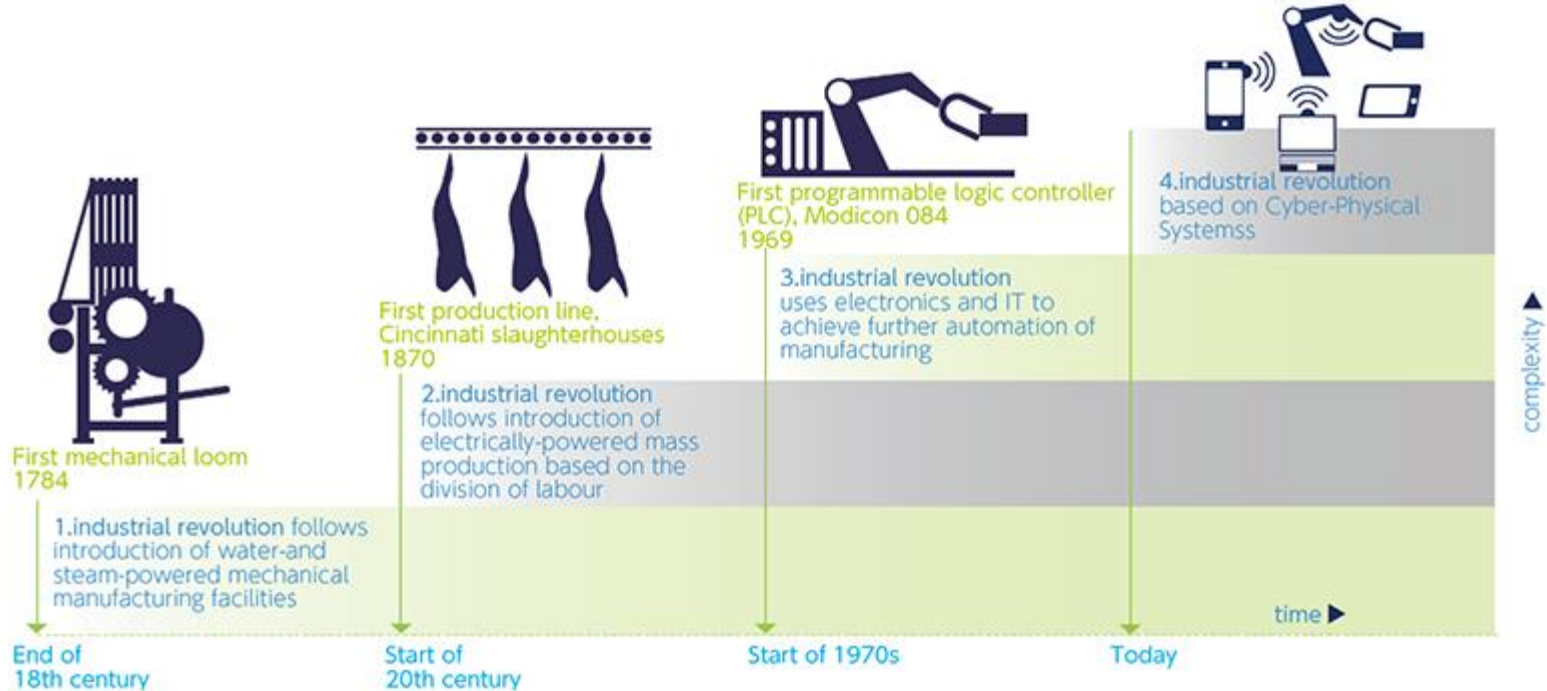 First mechanical loom
1784
1.industrial revolution follows
introduction of water-and
steam-powered mechanical
manufacturing facilities
End of
18th century
First production line,
Cincinnati slaughterhouses
1870
2.industrial revolution
follows introduction of
electrically-powered mass
production based on the
division of labour
Start of
20th century
First programmable logic controller
(PLC), Modicon 084
1969
3.industrial revolution
uses electronics and IT to
achieve further automation of
manufacturing
Start of 1970s
4.industrial revolution
based on Cyber-Physical
Systemss
Today
time
complexity